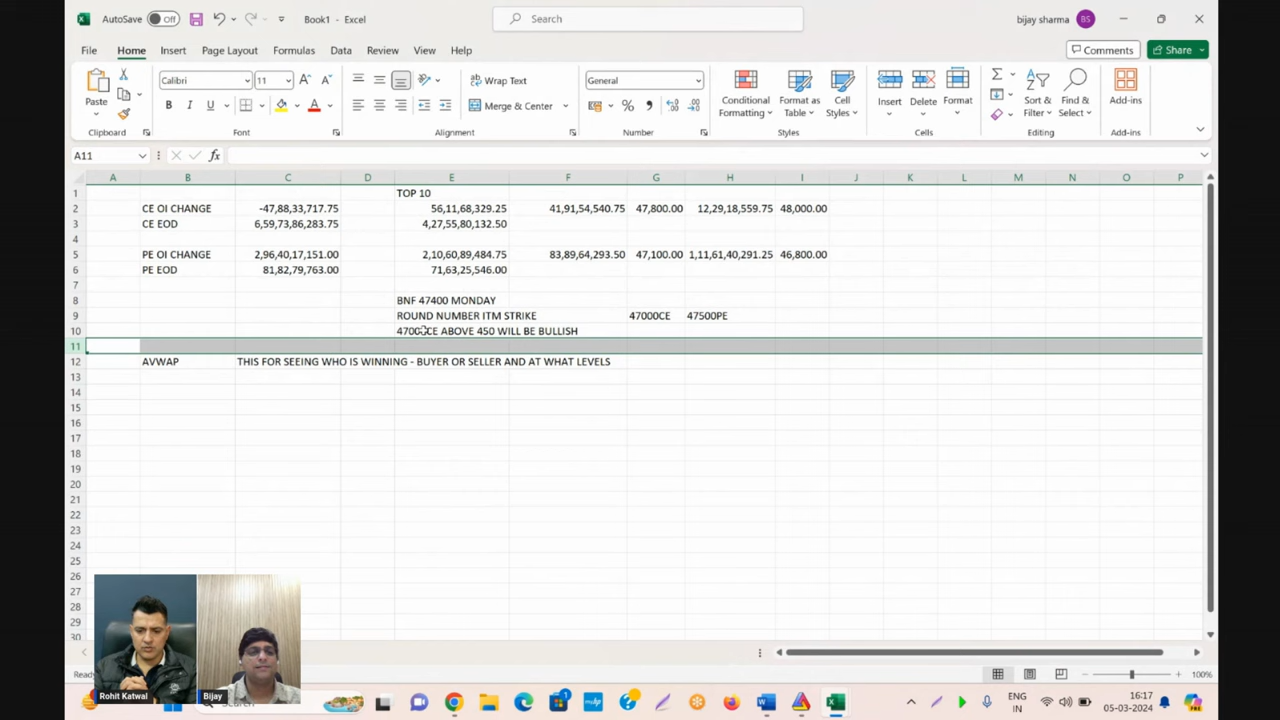 AutoSave Off Book1 - Excel Search bijay sharma BS
File Home Insert Page Layout Formulas Data Review View Help Comments Share
Paste Calibri 11 Wrap Text General Conditional Formatting Format as Table Cell Styles Insert Delete Format Sort & Filter Find & Select Add-ins
B I U A Merge & Center % 9
Clipboard Font Alignment Number Styles Cells Editing Add-ins
A11 fx
A B C D E F G H I J K L M N O P
1 TOP 10
2 CE OI CHANGE -47,88,33,717.75 56,11,68,329.25 41,91,54,540.75 47,800.00 12,29,18,559.75 48,000.00
3 CE EOD 6,59,73,86,283.75 4,27,55,80,132.50
4
5 PE OI CHANGE 2,96,40,17,151.00 2,10,60,89,484.75 83,89,64,293.50 47,100.00 1,11,61,40,291.25 46,800.00
6 PE EOD 81,82,79,763.00 71,63,25,546.00
7
8 BNF 47400 MONDAY
9 ROUND NUMBER ITM STRIKE 47000CE 47500PE
10 47000CE ABOVE 450 WILL BE BULLISH
11
12 AVWAP THIS FOR SEEING WHO IS WINNING - BUYER OR SELLER AND AT WHAT LEVELS
13
14
15
16
17
18
19
20
21
22
23
24
25
26
27
28
29
30
Rohit Katwal Bijay
100%
Search ENG IN 16:17 05-03-2024